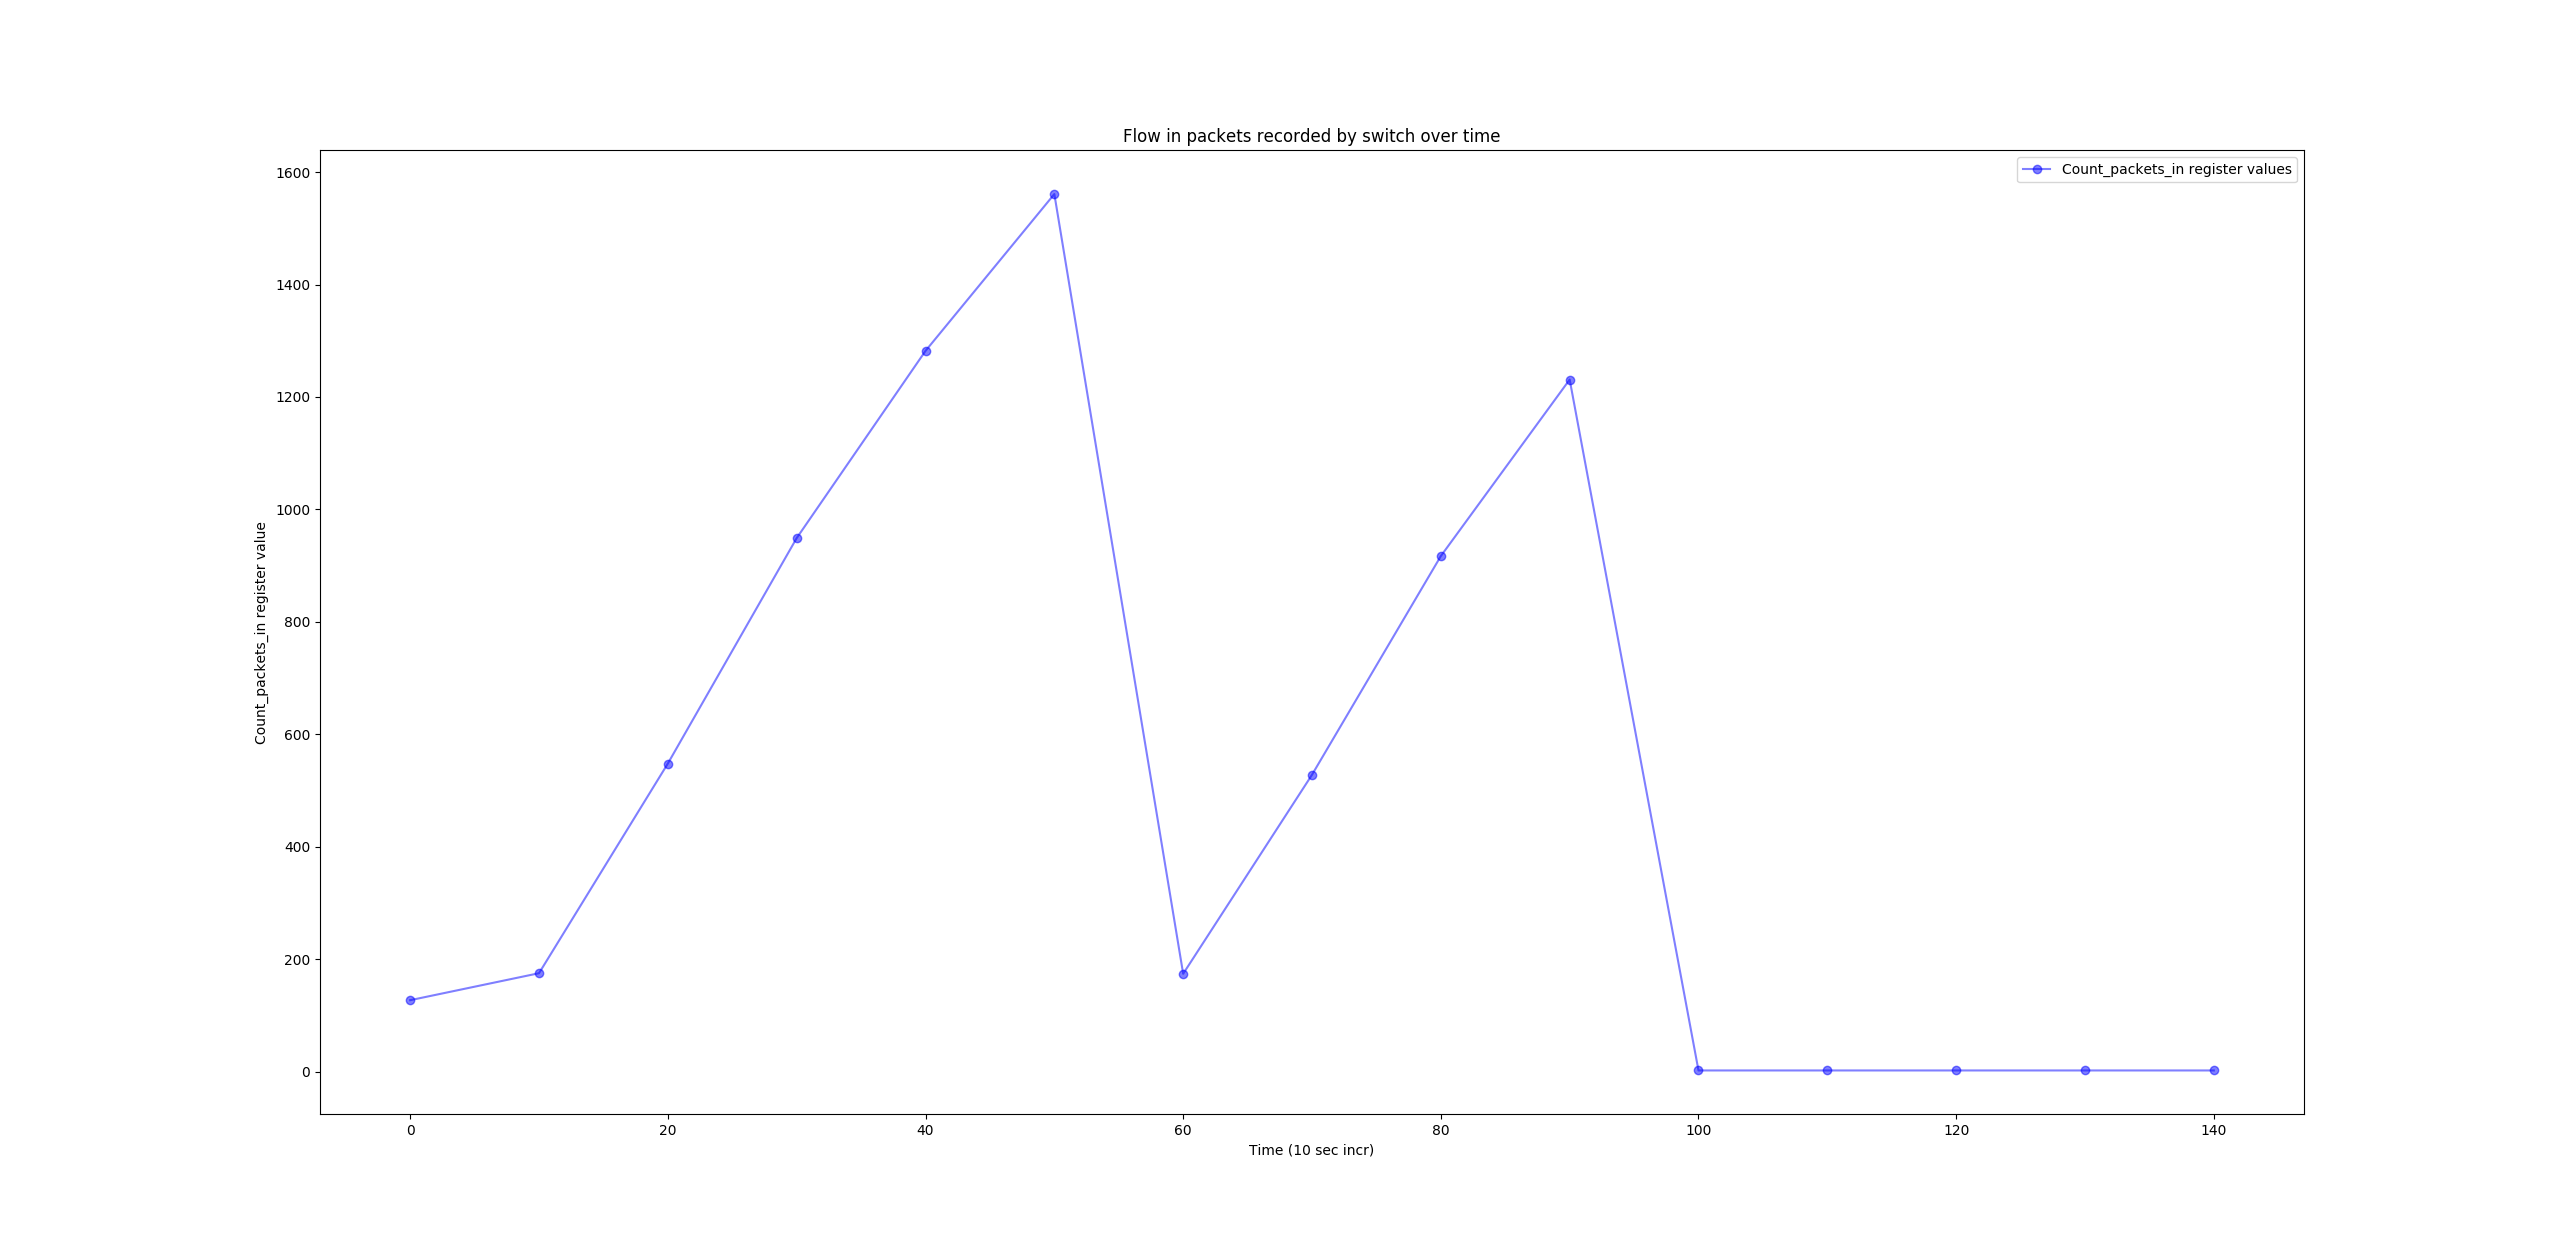 Flow in packets recorded by switch over time
Count_packets_in register values
1600
1400
1200
1000
800
600
400
200
0
Count_packets_in register value
0 20 40 60 80 100 120 140
Time (10 sec incr)